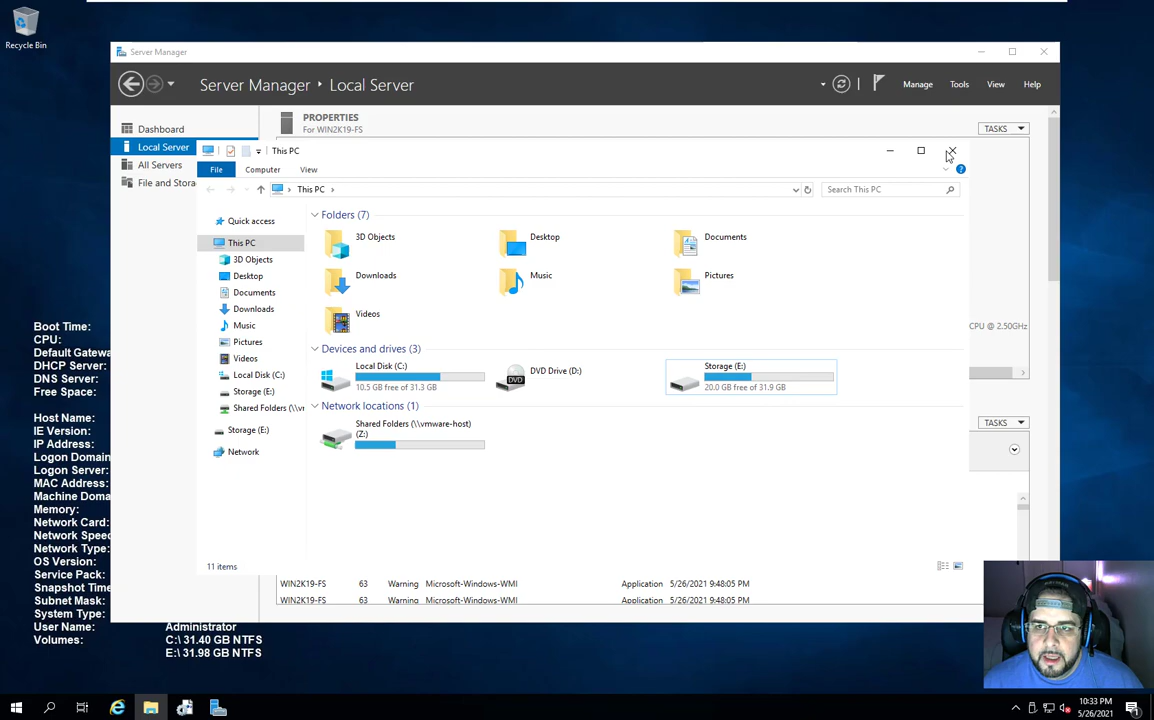 Recycle Bin
Server Manager
Server Manager • Local Server
Manage Tools View Help
Dashboard
Local Server
All Servers
File and Stora
PROPERTIES
For WIN2K19-FS
TASKS
This PC
File Computer View
This PC
Search This PC
Quick access
This PC
3D Objects
Desktop
Documents
Downloads
Music
Pictures
Videos
Local Disk (C:)
Storage (E:)
Shared Folders (\\vr
Storage (E:)
Network
Folders (7)
3D Objects
Desktop
Documents
Downloads
Music
Pictures
Videos
Devices and drives (3)
Local Disk (C:)
10.5 GB free of 31.3 GB
DVD
DVD Drive (D:)
Storage (E:)
20.0 GB free of 31.9 GB
Network locations (1)
Shared Folders (\\vmware-host)
(Z:)
11 items
CPU @ 2.50GHz
TASKS
WIN2K19-FS 63 Warning Microsoft-Windows-WMI Application 5/26/2021 9:48:05 PM
WIN2K19-FS 63 Warning Microsoft-Windows-WMI Application 5/26/2021 9:48:05 PM
Boot Time:
CPU:
Default Gatewa
DHCP Server:
DNS Server:
Free Space:
Host Name:
IE Version:
IP Address:
Logon Domain
Logon Server:
MAC Address:
Machine Doma
Memory:
Network Card:
Network Speed
Network Type:
OS Version:
Service Pack:
Snapshot Time
Subnet Mask:
System Type:
User Name: Administrator
Volumes: C:\ 31.40 GB NTFS
E:\ 31.98 GB NTFS
10:33 PM
5/26/2021
1